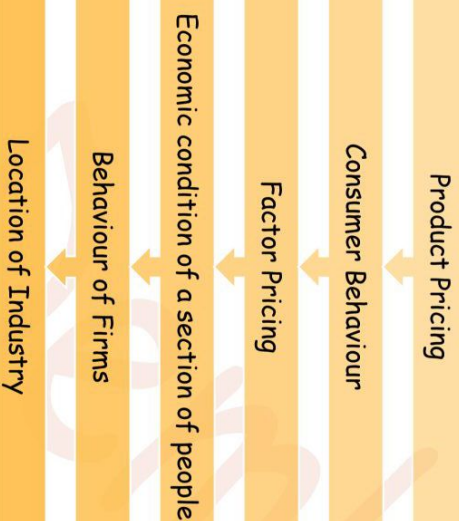 Product Pricing
Consumer Behaviour
Factor Pricing
Economic condition of a section of people
Behaviour of Firms
Location of Industry